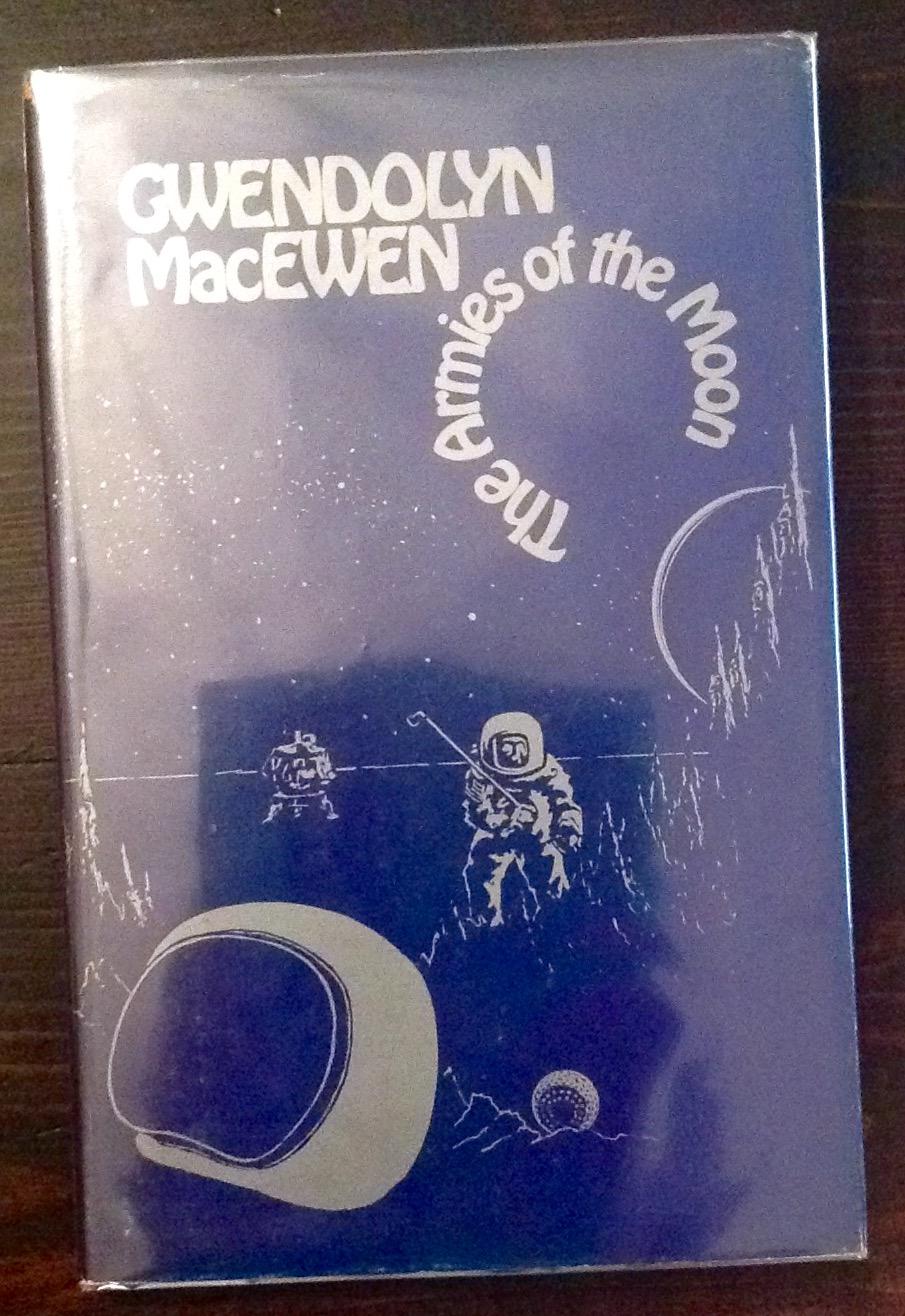 GWENDOLYN
MacEWEN
The Armies of the Moon